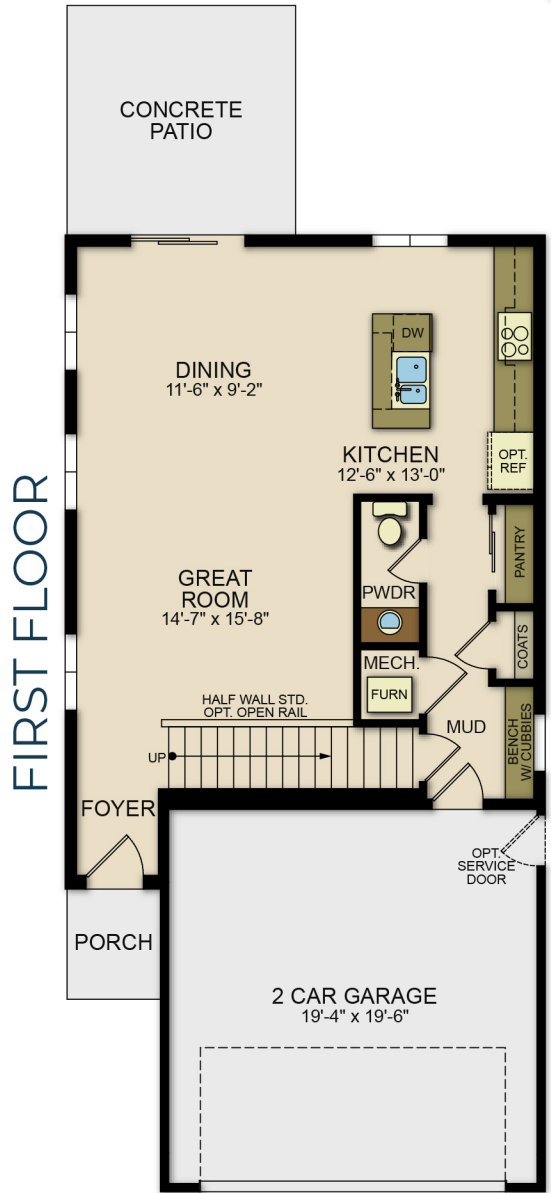 FIRST FLOOR
CONCRETE
PATIO
DW
DINING
11'-6" x 9'-2"
KITCHEN
12'-6" x 13'-0"
OPT.
REF
PANTRY
PWDR
GREAT
ROOM
14'-7" x 15'-8"
COATS
MECH.
FURN
HALF WALL STD.
OPT. OPEN RAIL
MUD
BENCH
W/ CUBBIES
UP
FOYER
OPT.
SERVICE
DOOR
PORCH
2 CAR GARAGE
19'-4" x 19'-6"